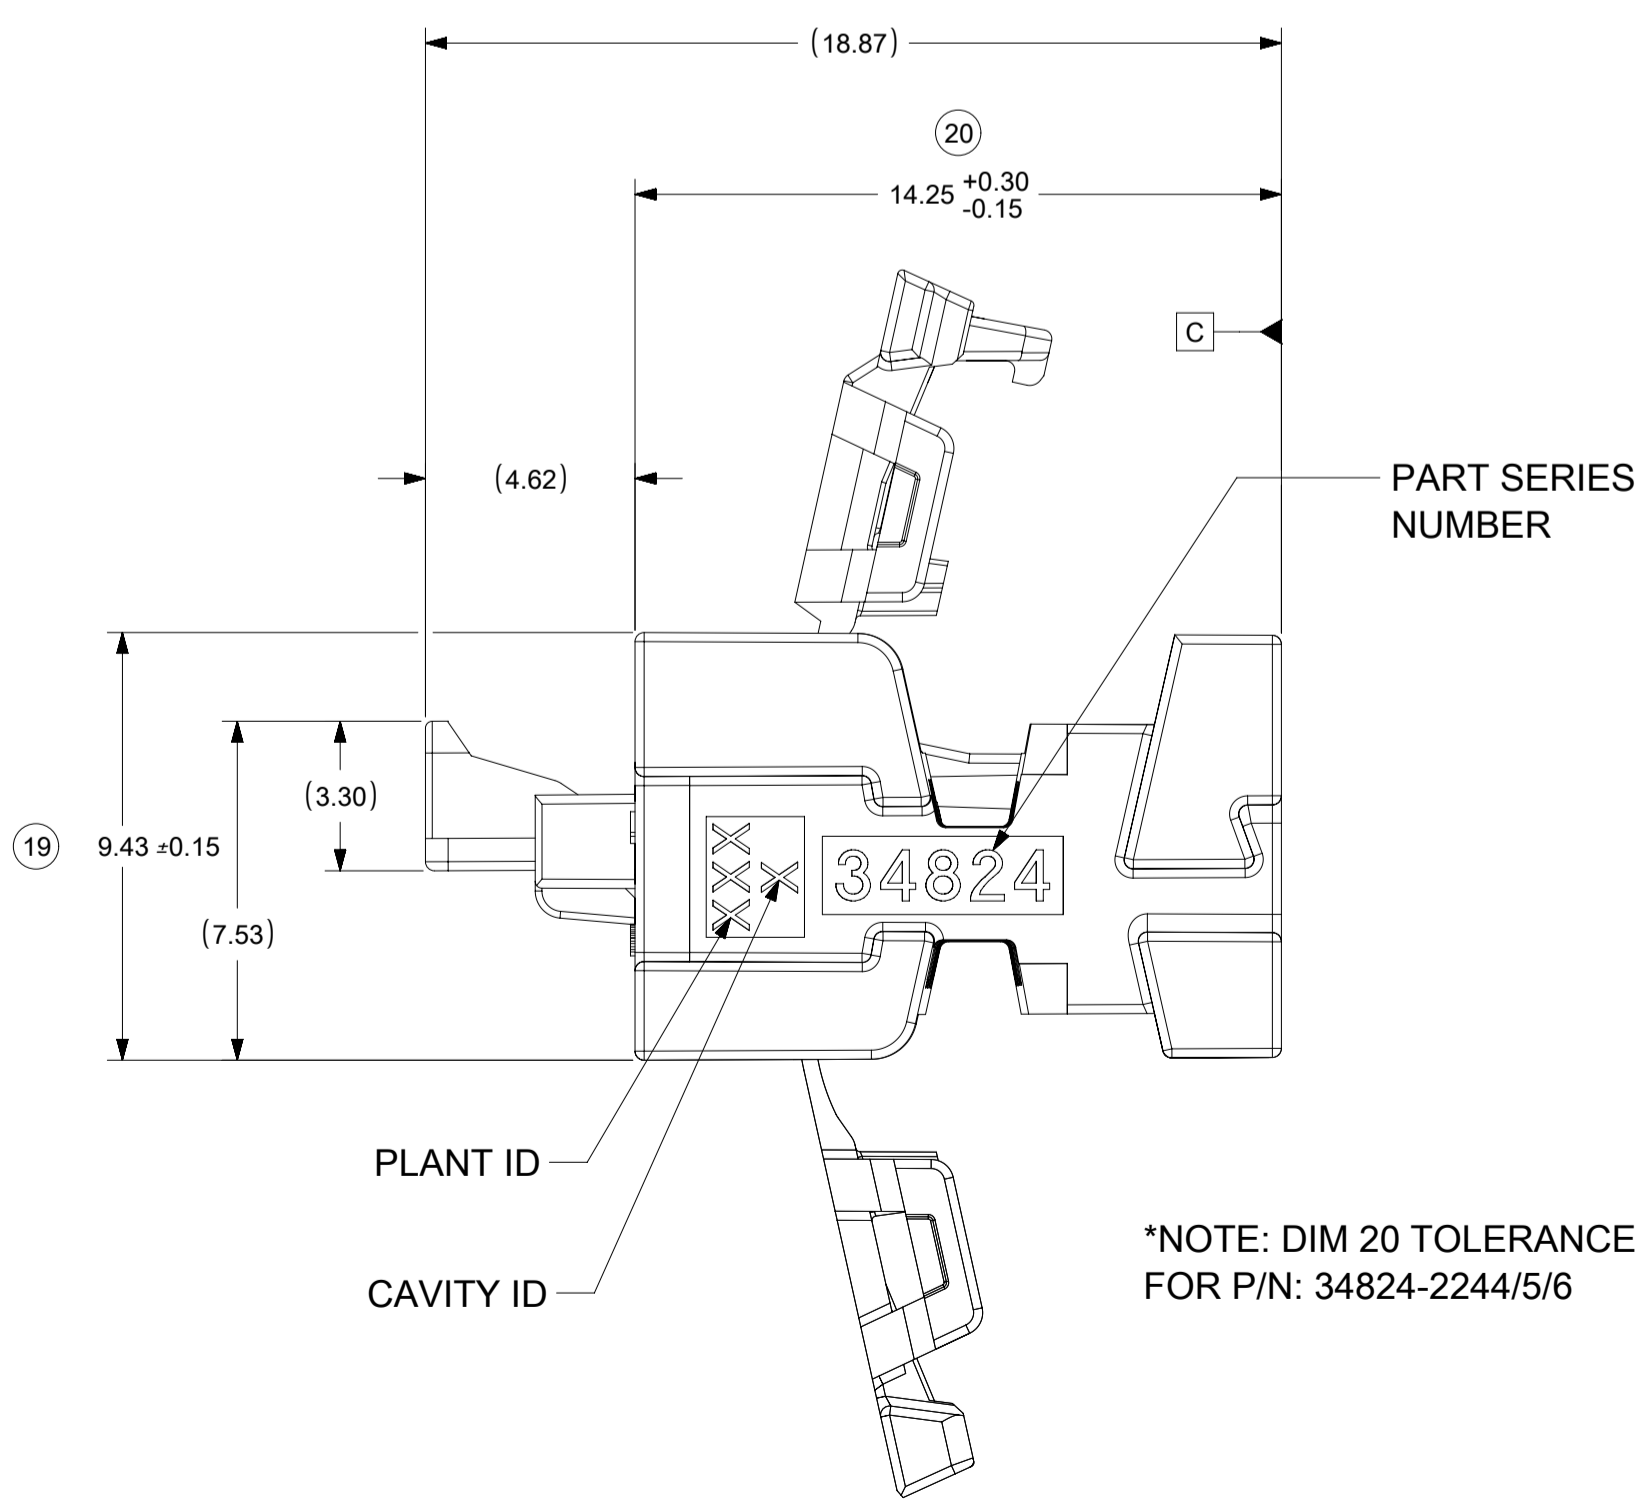 (18.87)
20
14.25 +0.30
-0.15
C
(4.62)
PART SERIES
NUMBER
(3.30)
19
9.43 ±0.15
XXX
X
34824
(7.53)
PLANT ID
CAVITY ID
*NOTE: DIM 20 TOLERANCE
FOR P/N: 34824-2244/5/6